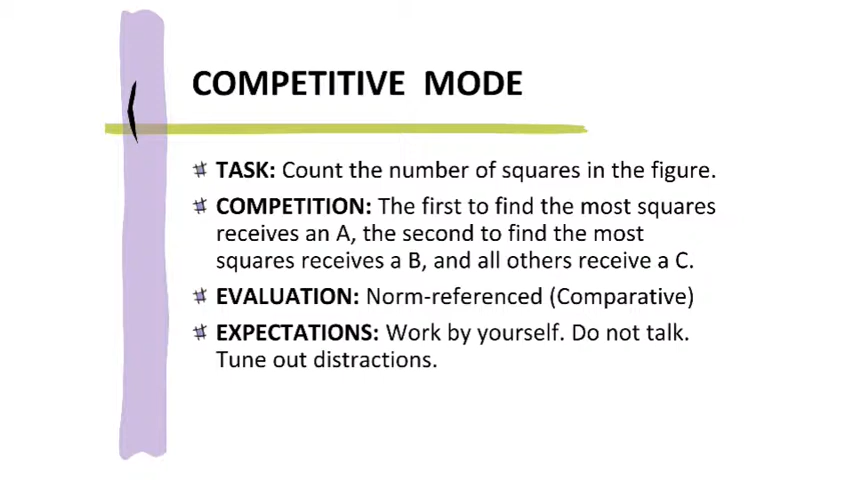 COMPETITIVE MODE
TASK: Count the number of squares in the figure.
COMPETITION: The first to find the most squares
receives an A, the second to find the most
squares receives a B, and all others receive a C.
EVALUATION: Norm-referenced (Comparative)
EXPECTATIONS: Work by yourself. Do not talk.
Tune out distractions.